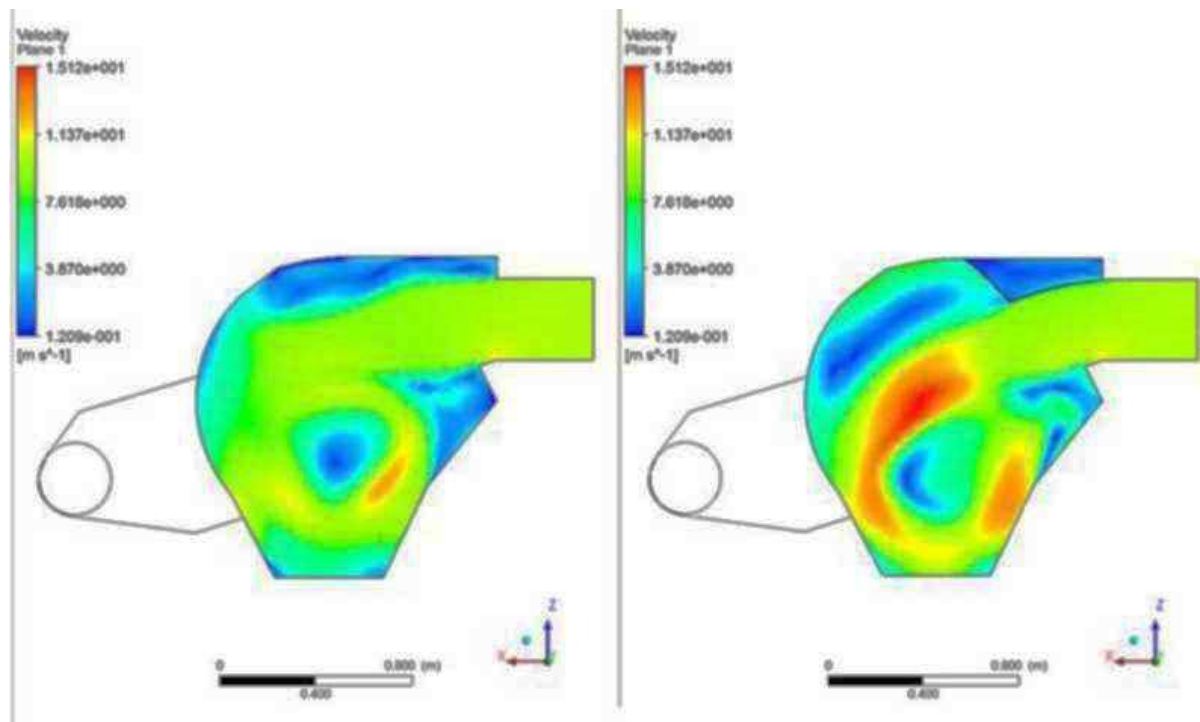 Velocity
Plane 1
1.512e+001
1.137e+001
7.618e+000
3.870e+000
1.209e-001
[m s^-1]
0
0.800 (m)
0.400
Z
X
Y
Velocity
Plane 1
1.512e+001
1.137e+001
7.618e+000
3.870e+000
1.209e-001
[m s^-1]
0
0.800 (m)
0.400
Z
X
Y